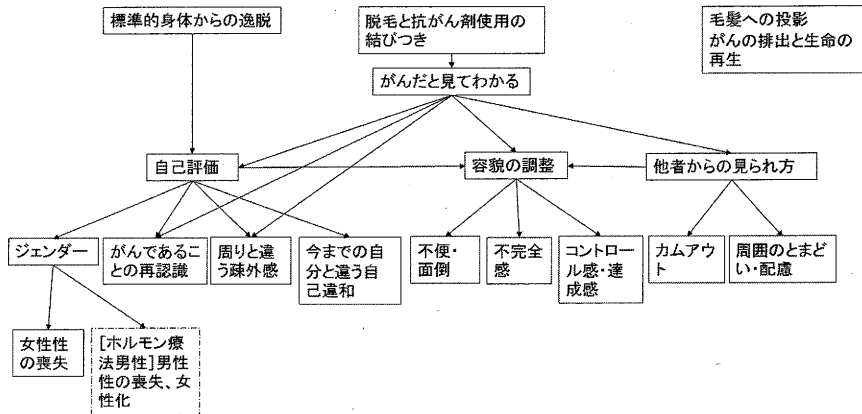 標準的身体からの逸脱
脱毛と抗がん剤使用の
結びつき
毛髪への投影
がんの排出と生命の
再生
がんだと見てわかる
自己評価
容貌の調整
他者からの見られ方
ジェンダー
がんであるこ
との再認識
周りと違
う疎外感
今までの自
分と違う自
己違和
不便・
面倒
不完全
感
コントロー
ル感・達
成感
カムアウ
ト
周囲のとまど
い・配慮
女性性
の喪失
[ホルモン療
法男性]男性
性の喪失、女
性化